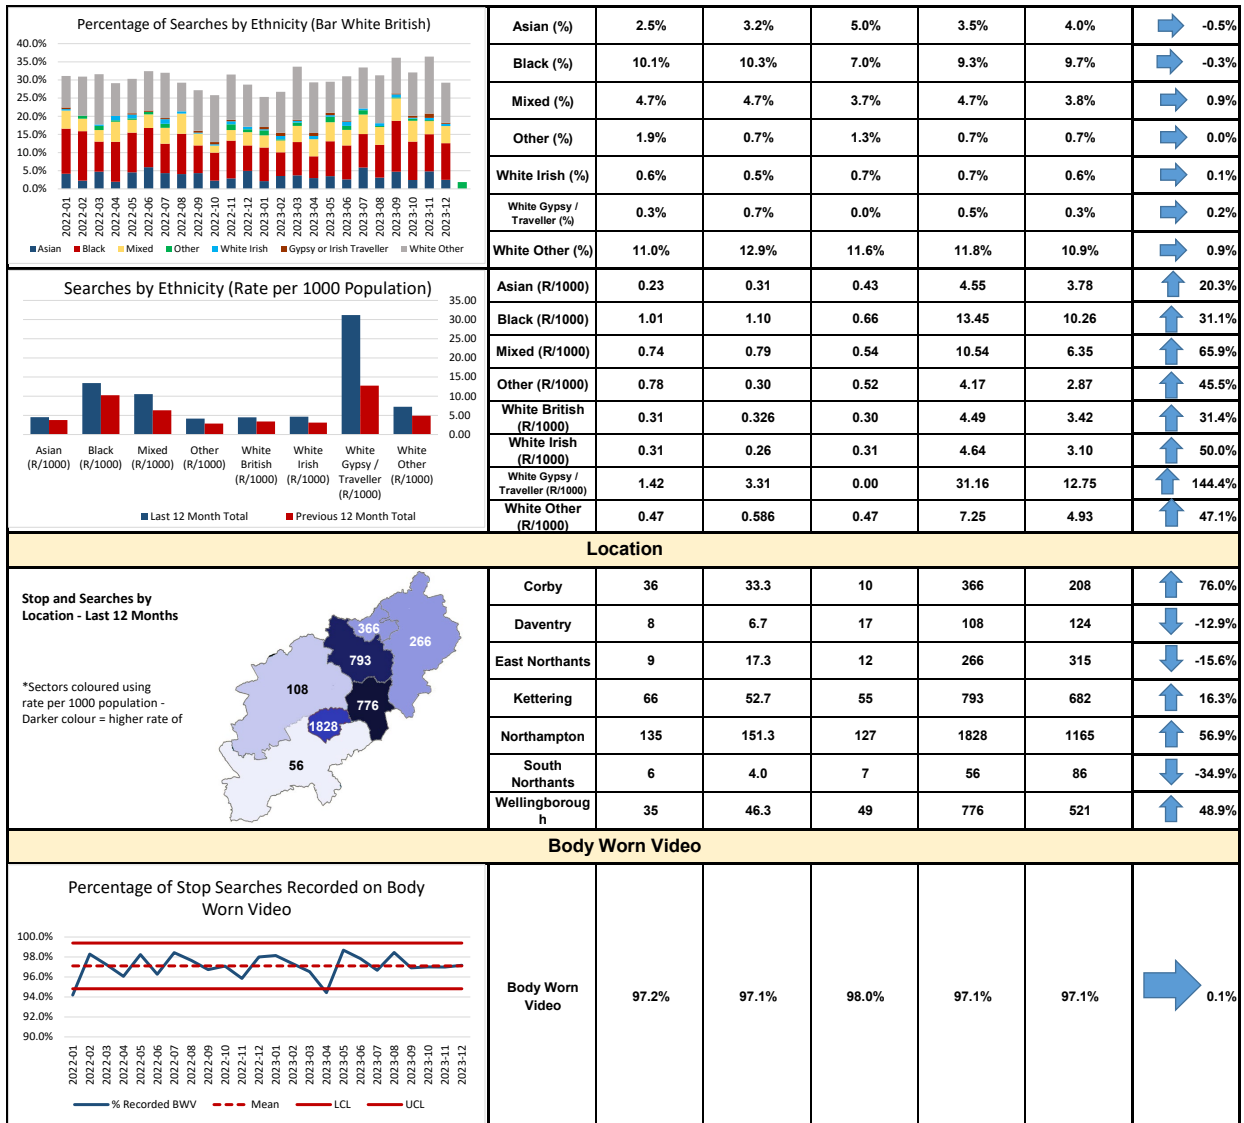 Percentage of Searches by Ethnicity (Bar White British)
40.0%
35.0%
30.0%
25.0%
20.0%
15.0%
10.0%
5.0%
0.0%
2022-01 2022-02 2022-03 2022-04 2022-05 2022-06 2022-07 2022-08 2022-09 2022-10 2022-11 2022-12 2023-01 2023-02 2023-03 2023-04 2023-05 2023-06 2023-07 2023-08 2023-09 2023-10 2023-11 2023-12
Asian Black Mixed Other White Irish Gypsy or Irish Traveller White Other
Asian (%) 2.5% 3.2% 5.0% 3.5% 4.0% -0.5%
Black (%) 10.1% 10.3% 7.0% 9.3% 9.7% -0.3%
Mixed (%) 4.7% 4.7% 3.7% 4.7% 3.8% 0.9%
Other (%) 1.9% 0.7% 1.3% 0.7% 0.7% 0.0%
White Irish (%) 0.6% 0.5% 0.7% 0.7% 0.6% 0.1%
White Gypsy /
Traveller (%) 0.3% 0.7% 0.0% 0.5% 0.3% 0.2%
White Other (%) 11.0% 12.9% 11.6% 11.8% 10.9% 0.9%
Searches by Ethnicity (Rate per 1000 Population)
35.00
30.00
25.00
20.00
15.00
10.00
5.00
0.00
Asian Black Mixed Other White White White White
(R/1000) (R/1000) (R/1000) (R/1000) British Irish Gypsy / Other
(R/1000) (R/1000) Traveller (R/1000)
(R/1000)
Last 12 Month Total Previous 12 Month Total
Asian (R/1000) 0.23 0.31 0.43 4.55 3.78 20.3%
Black (R/1000) 1.01 1.10 0.66 13.45 10.26 31.1%
Mixed (R/1000) 0.74 0.79 0.54 10.54 6.35 65.9%
Other (R/1000) 0.78 0.30 0.52 4.17 2.87 45.5%
White British
(R/1000) 0.31 0.326 0.30 4.49 3.42 31.4%
White Irish
(R/1000) 0.31 0.26 0.31 4.64 3.10 50.0%
White Gypsy /
Traveller (R/1000) 1.42 3.31 0.00 31.16 12.75 144.4%
White Other
(R/1000) 0.47 0.586 0.47 7.25 4.93 47.1%
Location
Stop and Searches by
Location - Last 12 Months
*Sectors coloured using
rate per 1000 population -
Darker colour = higher rate of
366
266
793
108
776
1828
56
Corby 36 33.3 10 366 208 76.0%
Daventry 8 6.7 17 108 124 -12.9%
East Northants 9 17.3 12 266 315 -15.6%
Kettering 66 52.7 55 793 682 16.3%
Northampton 135 151.3 127 1828 1165 56.9%
South
Northants 6 4.0 7 56 86 -34.9%
Wellingboroug
h 35 46.3 49 776 521 48.9%
Body Worn Video
Percentage of Stop Searches Recorded on Body
Worn Video
100.0%
98.0%
96.0%
94.0%
92.0%
90.0%
2022-01 2022-02 2022-03 2022-04 2022-05 2022-06 2022-07 2022-08 2022-09 2022-10 2022-11 2022-12 2023-01 2023-02 2023-03 2023-04 2023-05 2023-06 2023-07 2023-08 2023-09 2023-10 2023-11 2023-12
% Recorded BWV Mean LCL UCL
Body Worn
Video 97.2% 97.1% 98.0% 97.1% 97.1% 0.1%